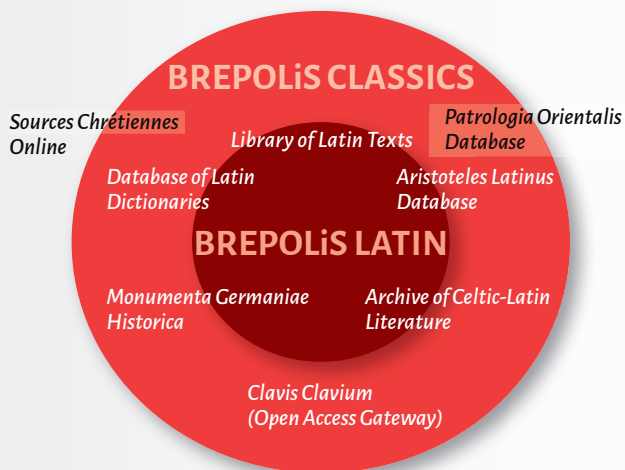 BREPOLiS CLASSICS
Sources Chrétiennes
Online
Patrologia Orientalis
Database
Library of Latin Texts
Database of Latin
Dictionaries
Aristoteles Latinus
Database
BREPOLiS LATIN
Monumenta Germaniae
Historica
Archive of Celtic-Latin
Literature
Clavis Clavium
(Open Access Gateway)